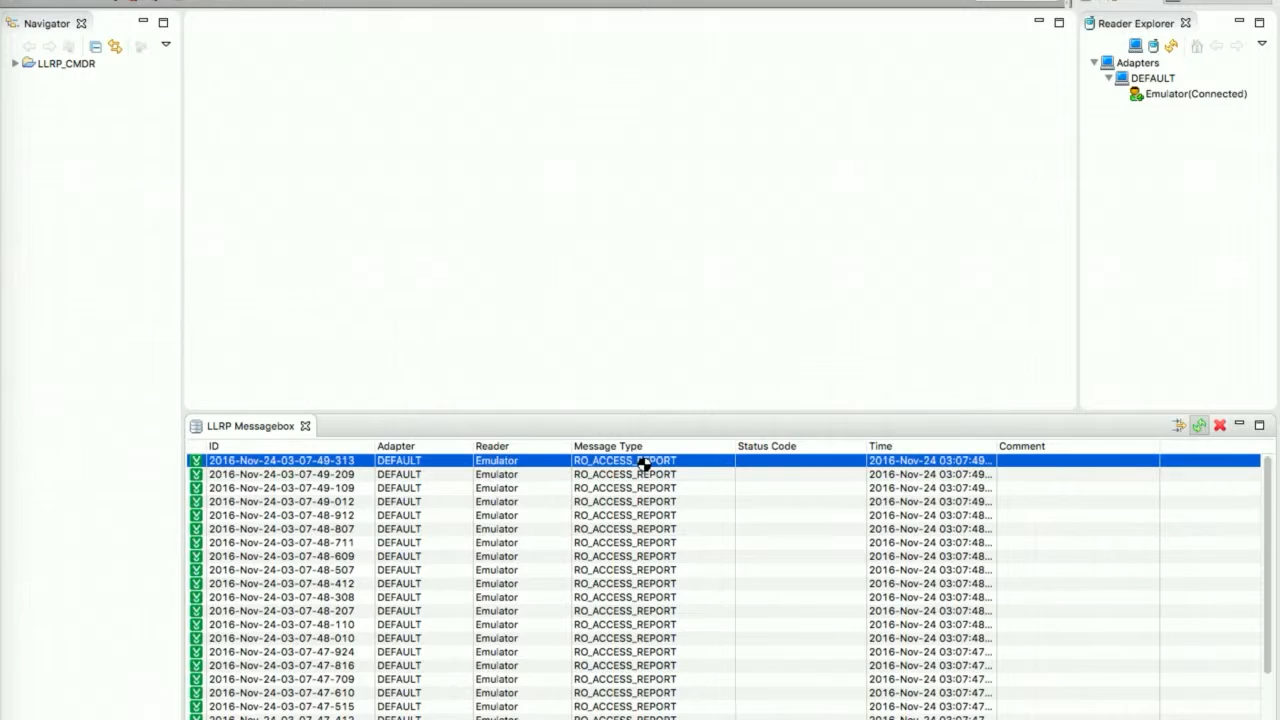 Navigator
Reader Explorer
LLRP_CMDR
Adapters
DEFAULT
Emulator(Connected)
LLRP Messagebox
ID Adapter Reader Message Type Status Code Time Comment
2016-Nov-24-03-07-49-313 DEFAULT Emulator RO_ACCESS_REPORT 2016-Nov-24 03:07:49...
2016-Nov-24-03-07-49-209 DEFAULT Emulator RO_ACCESS_REPORT 2016-Nov-24 03:07:49...
2016-Nov-24-03-07-49-109 DEFAULT Emulator RO_ACCESS_REPORT 2016-Nov-24 03:07:49...
2016-Nov-24-03-07-49-012 DEFAULT Emulator RO_ACCESS_REPORT 2016-Nov-24 03:07:49...
2016-Nov-24-03-07-48-912 DEFAULT Emulator RO_ACCESS_REPORT 2016-Nov-24 03:07:48...
2016-Nov-24-03-07-48-807 DEFAULT Emulator RO_ACCESS_REPORT 2016-Nov-24 03:07:48...
2016-Nov-24-03-07-48-711 DEFAULT Emulator RO_ACCESS_REPORT 2016-Nov-24 03:07:48...
2016-Nov-24-03-07-48-609 DEFAULT Emulator RO_ACCESS_REPORT 2016-Nov-24 03:07:48...
2016-Nov-24-03-07-48-507 DEFAULT Emulator RO_ACCESS_REPORT 2016-Nov-24 03:07:48...
2016-Nov-24-03-07-48-412 DEFAULT Emulator RO_ACCESS_REPORT 2016-Nov-24 03:07:48...
2016-Nov-24-03-07-48-308 DEFAULT Emulator RO_ACCESS_REPORT 2016-Nov-24 03:07:48...
2016-Nov-24-03-07-48-207 DEFAULT Emulator RO_ACCESS_REPORT 2016-Nov-24 03:07:48...
2016-Nov-24-03-07-48-110 DEFAULT Emulator RO_ACCESS_REPORT 2016-Nov-24 03:07:48...
2016-Nov-24-03-07-48-010 DEFAULT Emulator RO_ACCESS_REPORT 2016-Nov-24 03:07:48...
2016-Nov-24-03-07-47-924 DEFAULT Emulator RO_ACCESS_REPORT 2016-Nov-24 03:07:47...
2016-Nov-24-03-07-47-816 DEFAULT Emulator RO_ACCESS_REPORT 2016-Nov-24 03:07:47...
2016-Nov-24-03-07-47-709 DEFAULT Emulator RO_ACCESS_REPORT 2016-Nov-24 03:07:47...
2016-Nov-24-03-07-47-610 DEFAULT Emulator RO_ACCESS_REPORT 2016-Nov-24 03:07:47...
2016-Nov-24-03-07-47-515 DEFAULT Emulator RO_ACCESS_REPORT 2016-Nov-24 03:07:47...